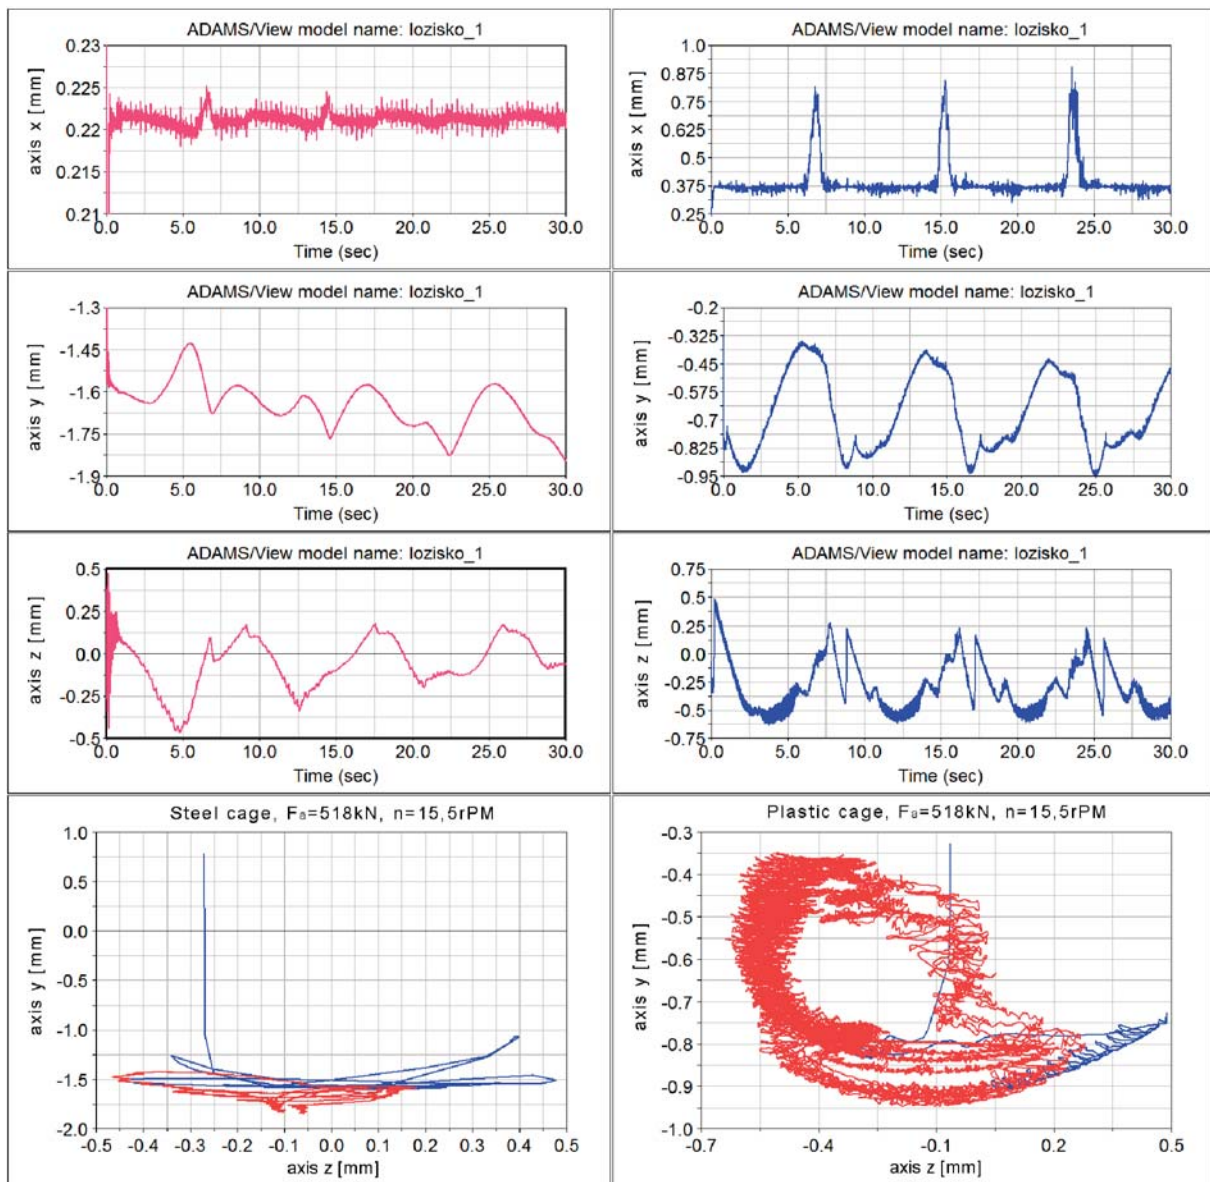 ADAMS/View model name: lozisko_1
0.23
0.225
0.22
0.215
0.21
axis x [mm]
0.0 5.0 10.0 15.0 20.0 25.0 30.0
Time (sec)
ADAMS/View model name: lozisko_1
1.0
0.875
0.75
0.625
0.5
0.375
0.25
axis x [mm]
0.0 5.0 10.0 15.0 20.0 25.0 30.0
Time (sec)
ADAMS/View model name: lozisko_1
-1.3
-1.45
-1.6
-1.75
-1.9
axis y [mm]
0.0 5.0 10.0 15.0 20.0 25.0 30.0
Time (sec)
ADAMS/View model name: lozisko_1
-0.2
-0.325
-0.45
-0.575
-0.7
-0.825
-0.95
axis y [mm]
0.0 5.0 10.0 15.0 20.0 25.0 30.0
Time (sec)
ADAMS/View model name: lozisko_1
0.5
0.25
0.0
-0.25
-0.5
axis z [mm]
0.0 5.0 10.0 15.0 20.0 25.0 30.0
Time (sec)
ADAMS/View model name: lozisko_1
0.75
0.5
0.25
0.0
-0.25
-0.5
-0.75
axis z [mm]
0.0 5.0 10.0 15.0 20.0 25.0 30.0
Time (sec)
Steel cage, Fa=518kN, n=15,5rPM
1.0
0.5
0.0
-0.5
-1.0
-1.5
-2.0
axis y [mm]
-0.5 -0.4 -0.3 -0.2 -0.1 0.0 0.1 0.2 0.3 0.4 0.5
axis z [mm]
Plastic cage, Fa=518kN, n=15,5rPM
-0.3
-0.4
-0.5
-0.6
-0.7
-0.8
-0.9
-1.0
axis y [mm]
-0.7 -0.4 -0.1 0.2 0.5
axis z [mm]